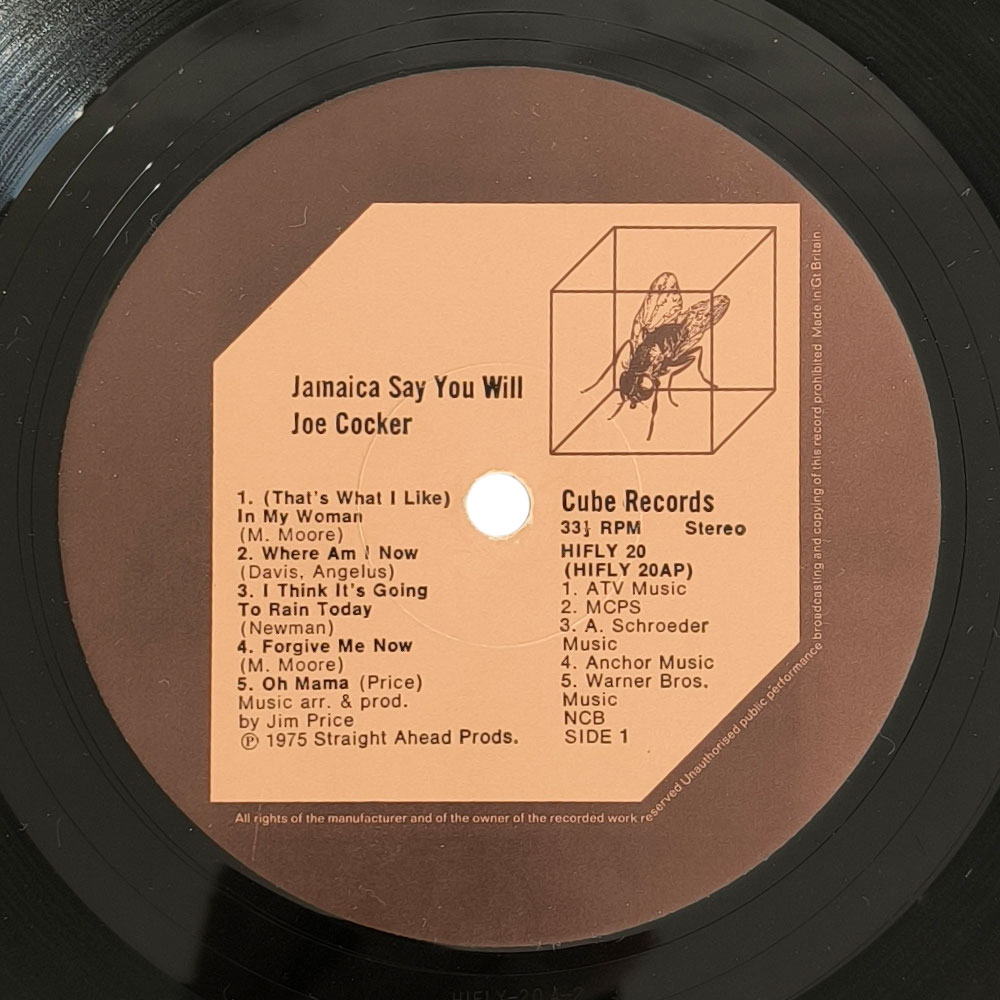 Jamaica Say You Will
Joe Cocker
1. (That's What I Like)
In My Woman
(M. Moore)
2. Where Am I Now
(Davis, Angelus)
3. I Think It's Going
To Rain Today
(Newman)
4. Forgive Me Now
(M. Moore)
5. Oh Mama (Price)
Music arr. & prod.
by Jim Price
℗ 1975 Straight Ahead Prods.
Cube Records
33⅓ RPM Stereo
HIFLY 20
(HIFLY 20AP)
1. ATV Music
2. MCPS
3. A. Schroeder
Music
4. Anchor Music
5. Warner Bros.
Music
NCB
SIDE 1
All rights of the manufacturer and of the owner of the recorded work reserved Unauthorised public performance broadcasting and copying of this record prohibited Made in Gt Britain